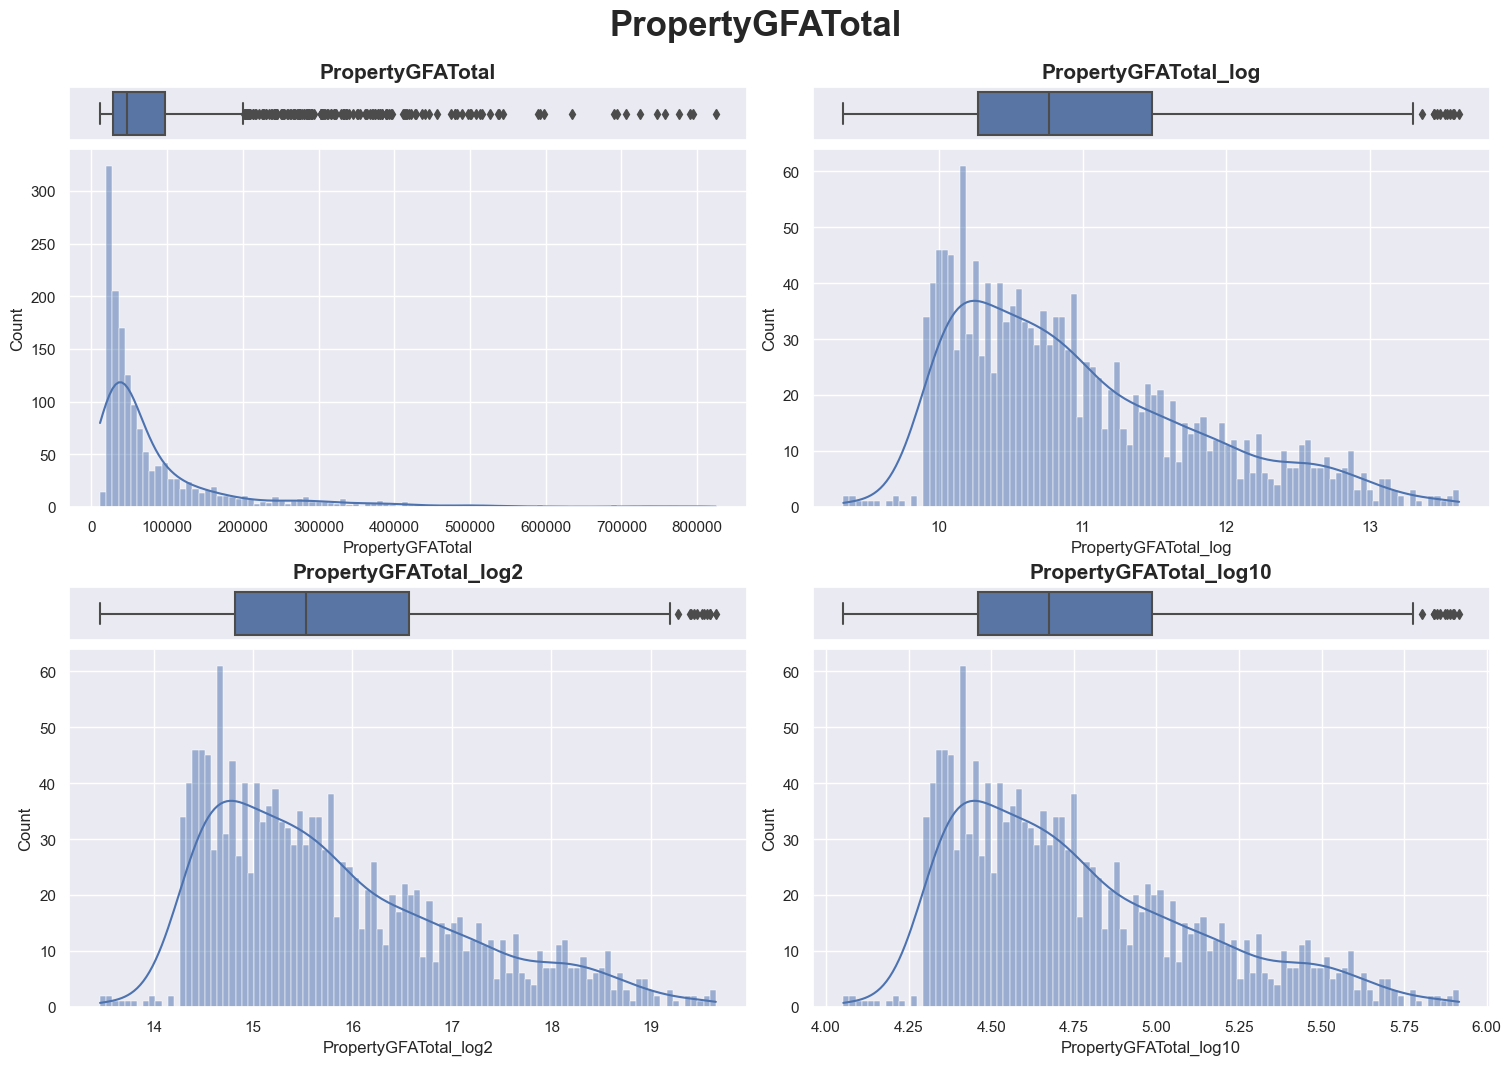 PropertyGFATotal
PropertyGFATotal
Count
300
250
200
150
100
50
0
0 100000 200000 300000 400000 500000 600000 700000 800000
PropertyGFATotal
PropertyGFATotal_log
Count
60
50
40
30
20
10
0
10 11 12 13
PropertyGFATotal_log
PropertyGFATotal_log2
Count
60
50
40
30
20
10
0
14 15 16 17 18 19
PropertyGFATotal_log2
PropertyGFATotal_log10
Count
60
50
40
30
20
10
0
4.00 4.25 4.50 4.75 5.00 5.25 5.50 5.75 6.00
PropertyGFATotal_log10